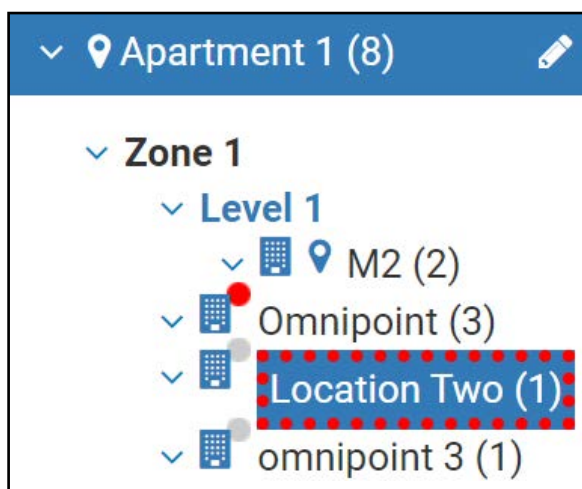 Apartment 1 (8)
Zone 1
Level 1
M2 (2)
Omnipoint (3)
Location Two (1)
omnipoint 3 (1)